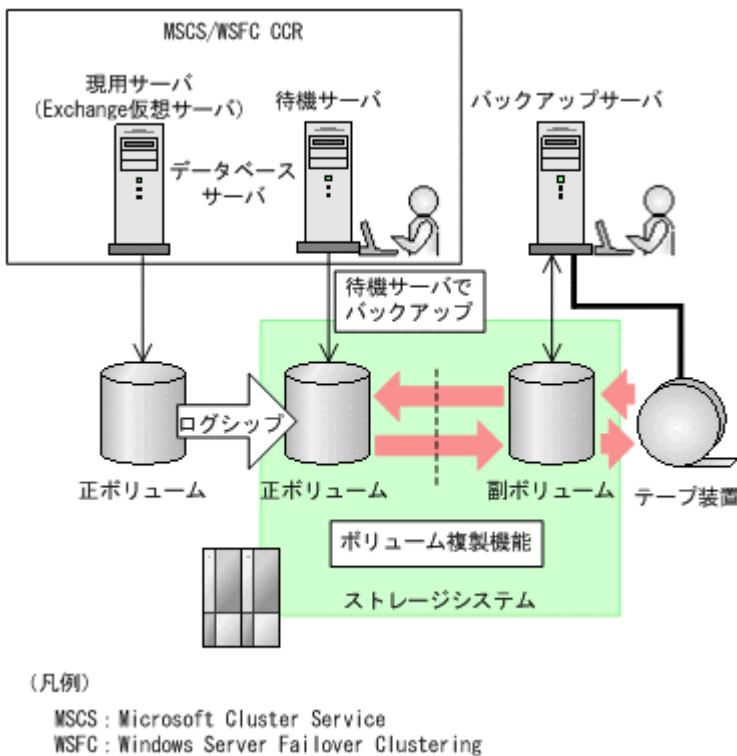 MSCS/WSFC CCR
現用サーバ
(Exchange仮想サーバ)
待機サーバ
バックアップサーバ
データベース
サーバ
待機サーバで
バックアップ
ログシップ
正ボリューム
正ボリューム
副ボリューム
テープ装置
ボリューム複製機能
ストレージシステム
(凡例)
MSCS : Microsoft Cluster Service
WSFC : Windows Server Failover Clustering